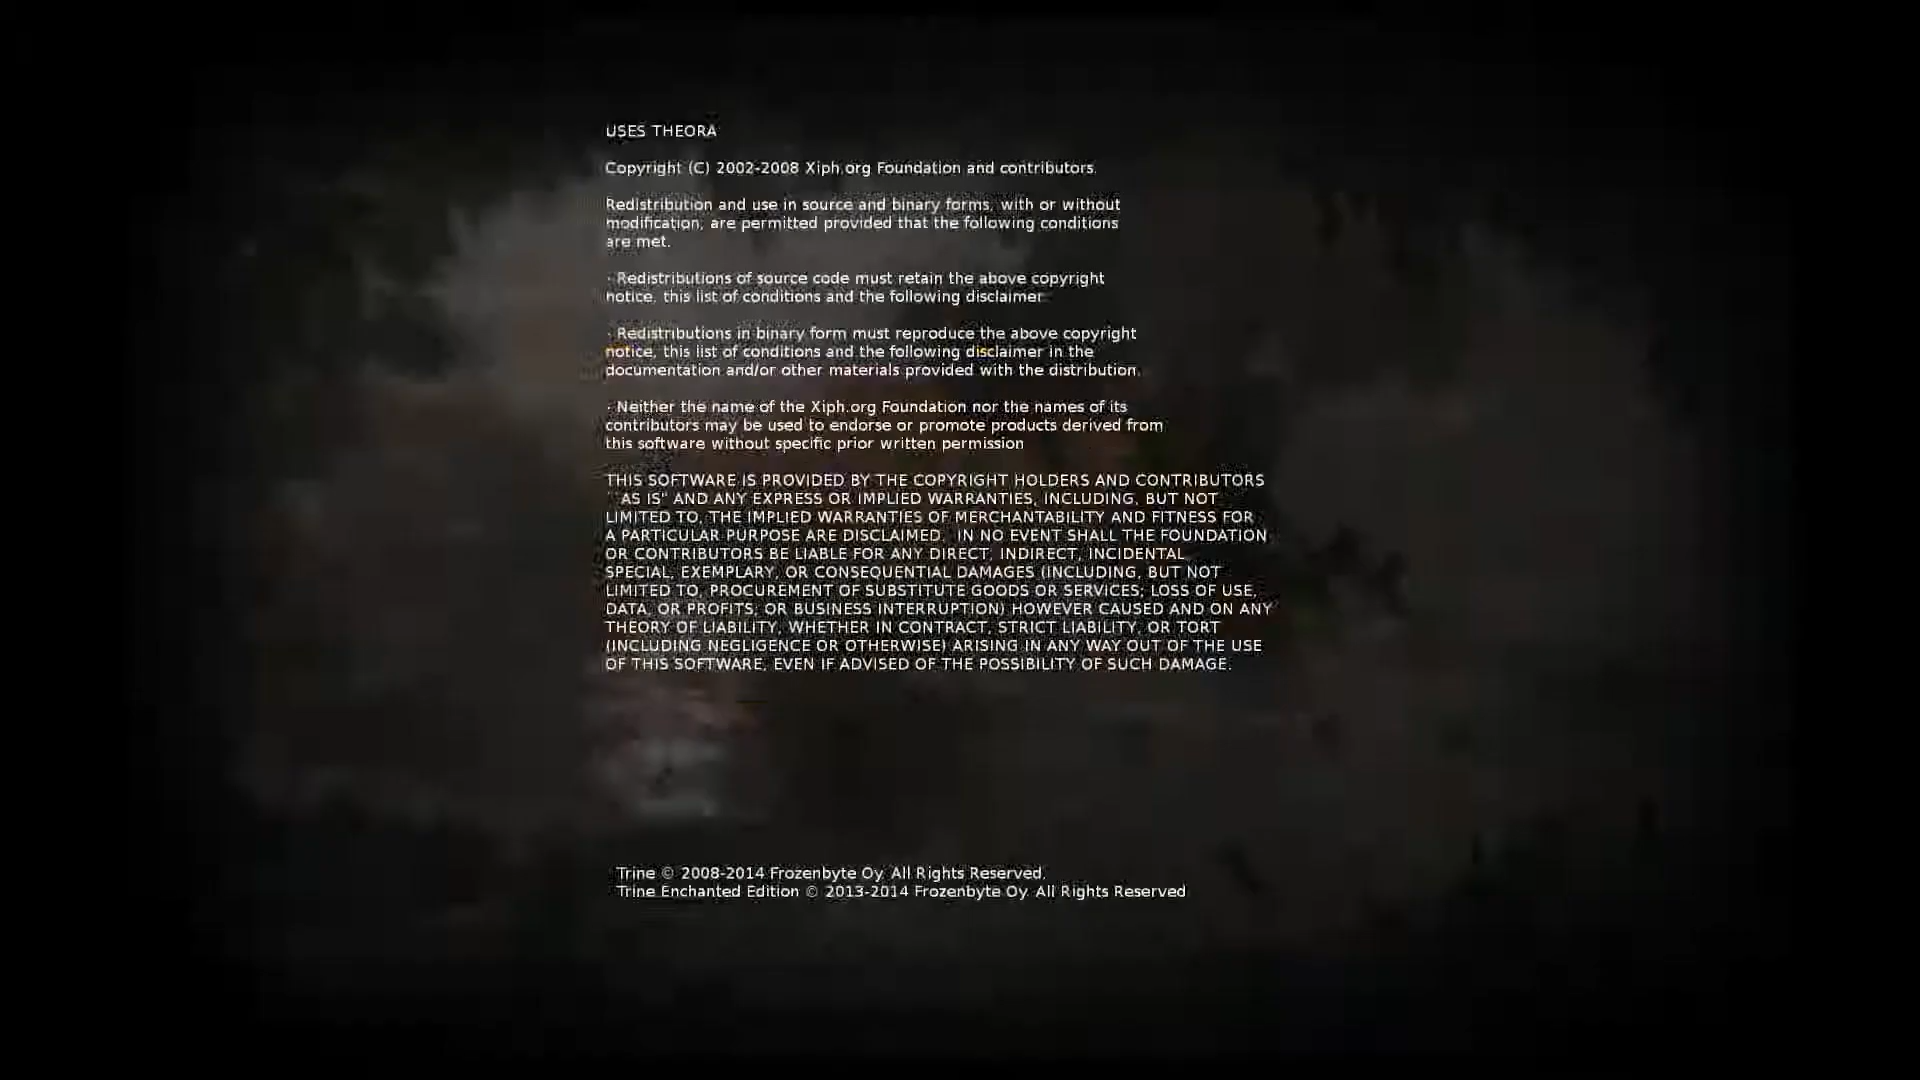 USES THEORA
Copyright (C) 2002-2008 Xiph.org Foundation and contributors.
Redistribution and use in source and binary forms, with or without
modification, are permitted provided that the following conditions
are met.
- Redistributions of source code must retain the above copyright
notice, this list of conditions and the following disclaimer
- Redistributions in binary form must reproduce the above copyright
notice, this list of conditions and the following disclaimer in the
documentation and/or other materials provided with the distribution.
- Neither the name of the Xiph.org Foundation nor the names of its
contributors may be used to endorse or promote products derived from
this software without specific prior written permission
THIS SOFTWARE IS PROVIDED BY THE COPYRIGHT HOLDERS AND CONTRIBUTORS
``AS IS'' AND ANY EXPRESS OR IMPLIED WARRANTIES, INCLUDING, BUT NOT
LIMITED TO, THE IMPLIED WARRANTIES OF MERCHANTABILITY AND FITNESS FOR
A PARTICULAR PURPOSE ARE DISCLAIMED. IN NO EVENT SHALL THE FOUNDATION
OR CONTRIBUTORS BE LIABLE FOR ANY DIRECT, INDIRECT, INCIDENTAL
SPECIAL, EXEMPLARY, OR CONSEQUENTIAL DAMAGES (INCLUDING, BUT NOT
LIMITED TO, PROCUREMENT OF SUBSTITUTE GOODS OR SERVICES; LOSS OF USE,
DATA, OR PROFITS; OR BUSINESS INTERRUPTION) HOWEVER CAUSED AND ON ANY
THEORY OF LIABILITY, WHETHER IN CONTRACT, STRICT LIABILITY, OR TORT
(INCLUDING NEGLIGENCE OR OTHERWISE) ARISING IN ANY WAY OUT OF THE USE
OF THIS SOFTWARE, EVEN IF ADVISED OF THE POSSIBILITY OF SUCH DAMAGE.
Trine © 2008-2014 Frozenbyte Oy. All Rights Reserved.
Trine Enchanted Edition © 2013-2014 Frozenbyte Oy. All Rights Reserved